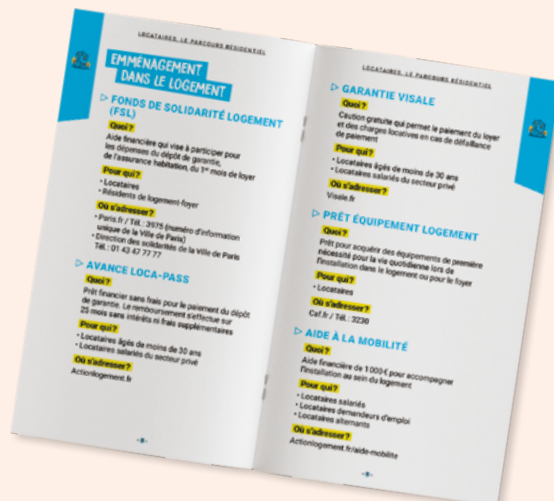 LOCATAIRES, LE PARCOURS RÉSIDENTIEL
EMMÉNAGEMENT
DANS LE LOGEMENT
▷ FONDS DE SOLIDARITÉ LOGEMENT
(FSL)
Quoi ?
Aide financière qui vise à participer pour
les dépenses du dépôt de garantie,
de l'assurance habitation, du 1er mois de loyer
Pour qui ?
• Locataires
• Résidents de logement-foyer
Où s'adresser ?
• Paris.fr / Tél. : 3975 (numéro d'information
unique de la Ville de Paris)
• Direction des solidarités de la Ville de Paris
Tél. : 01 43 47 77 77
▷ AVANCE LOCA-PASS
Quoi ?
Prêt financier sans frais pour le paiement du dépôt
de garantie. Le remboursement s'effectue sur
25 mois sans intérêts ni frais supplémentaires
Pour qui ?
• Locataires âgés de moins de 30 ans
• Locataires salariés du secteur privé
Où s'adresser ?
Actionlogement.fr
LOCATAIRES, LE PARCOURS RÉSIDENTIEL
▷ GARANTIE VISALE
Quoi ?
Caution gratuite qui permet le paiement du loyer
et des charges locatives en cas de défaillance
de paiement
Pour qui ?
• Locataires âgés de moins de 30 ans
• Locataires salariés du secteur privé
Où s'adresser ?
Visale.fr
▷ PRÊT ÉQUIPEMENT LOGEMENT
Quoi ?
Prêt pour acquérir des équipements de première
nécessité pour la vie quotidienne lors de
l'installation dans le logement ou pour le foyer
Pour qui ?
• Locataires
Où s'adresser ?
Caf.fr / Tél. : 3230
▷ AIDE À LA MOBILITÉ
Quoi ?
Aide financière de 1 000 € pour accompagner
l'installation au sein du logement
Pour qui ?
• Locataires salariés
• Locataires demandeurs d'emploi
• Locataires alternants
Où s'adresser ?
Actionlogement.fr/aide-mobilite